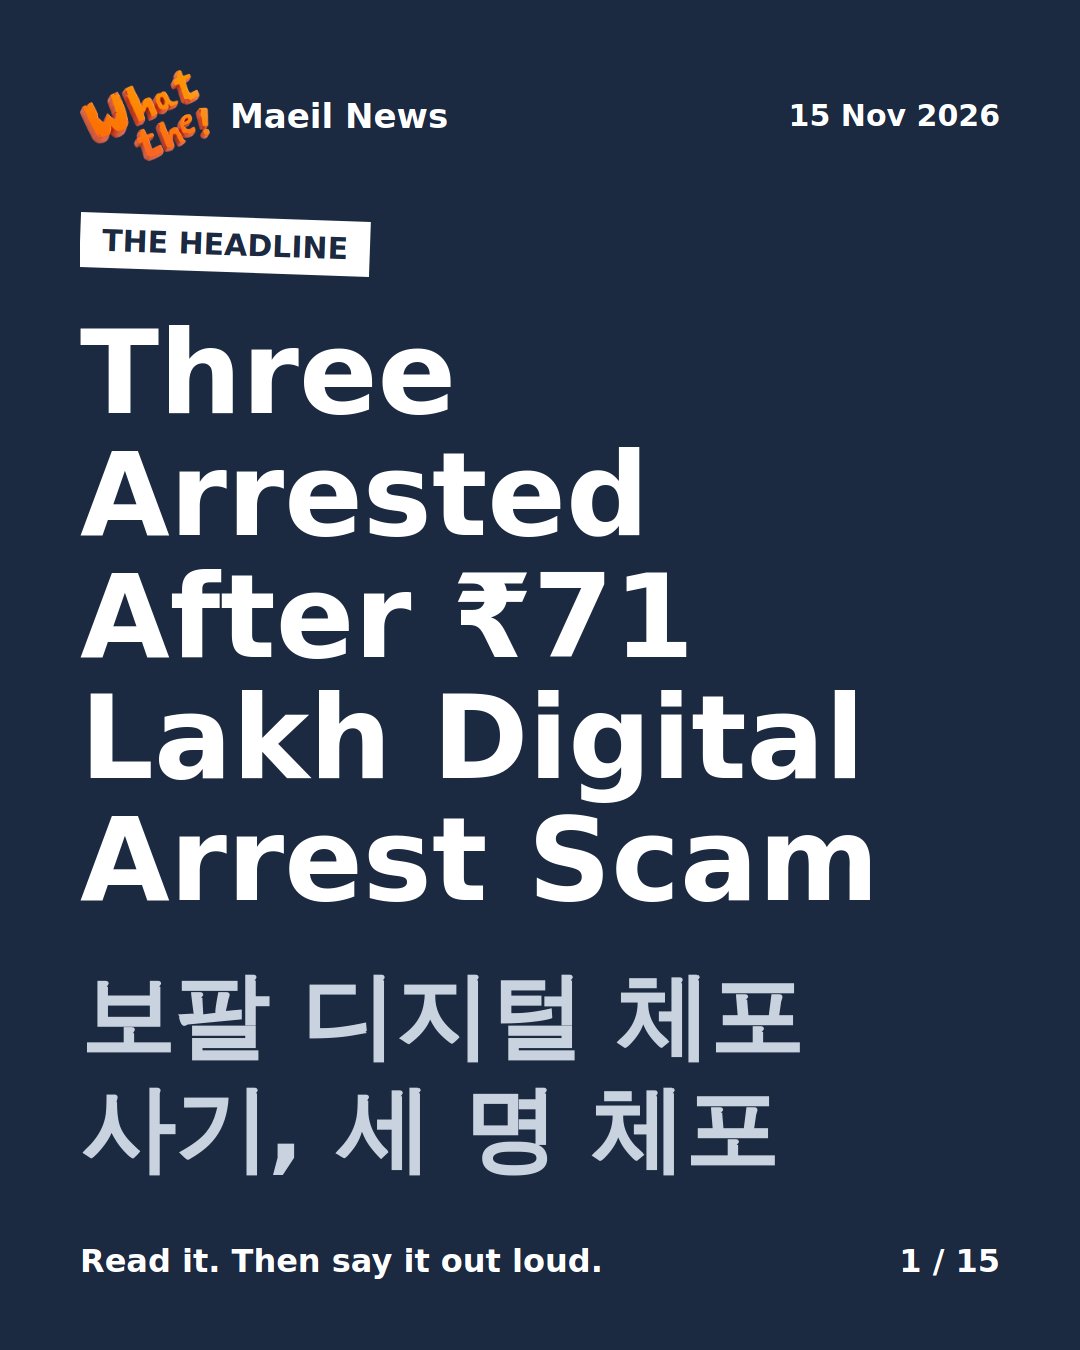 What
the!
Maeil News
15 Nov 2026
THE HEADLINE
Three
Arrested
After ₹71
Lakh Digital
Arrest Scam
보팔 디지털 체포
사기, 세 명 체포
Read it. Then say it out loud.
1 / 15